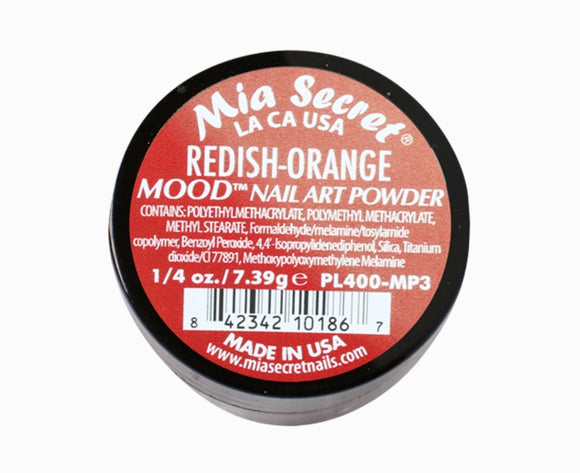 Mia Secret®
LA CA USA
REDISH-ORANGE
MOOD™ NAIL ART POWDER
CONTAINS: POLYETHYLMETHACRYLATE, POLYMETHYL METHACRYLATE,
METHYL STEARATE, Formaldehyde/melamine/tosylamide
copolymer, Benzoyl Peroxide, 4,4'-Isopropylidenediphenol, Silica, Titanium
dioxide/CI 77891, Methoxypolyoxymethylene Melamine
1/4 oz./7.39g℮ PL400-MP3
8 42342 10186 7
MADE IN USA
www.miasecretnails.com